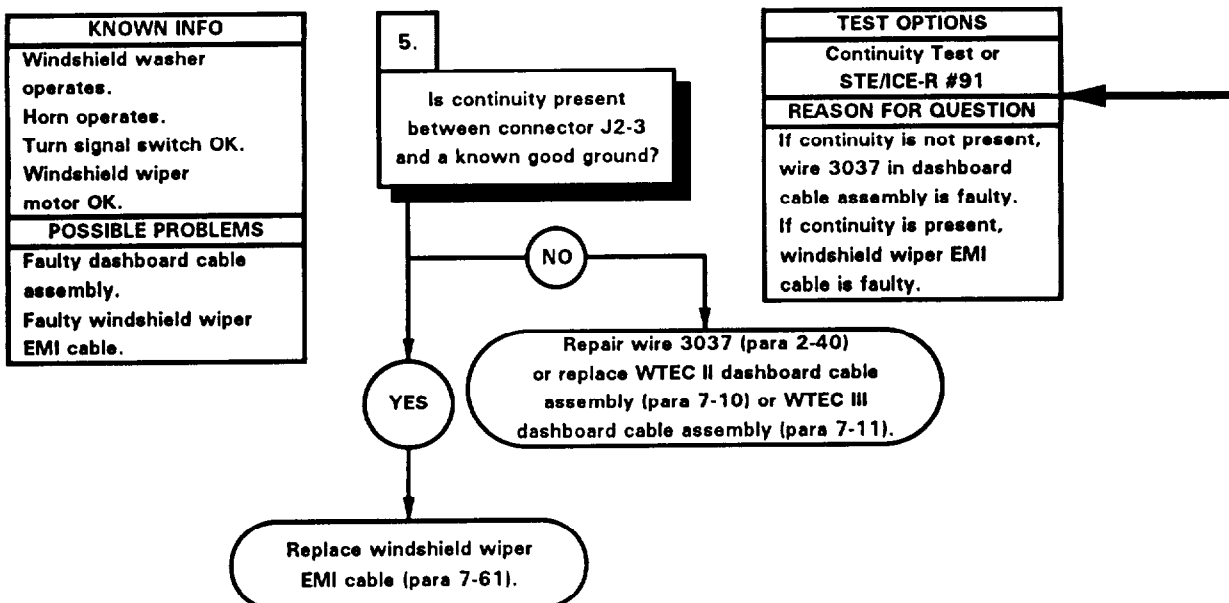 KNOWN INFO
Windshield washer
operates.
Horn operates.
Turn signal switch OK.
Windshield wiper
motor OK.
POSSIBLE PROBLEMS
Faulty dashboard cable
assembly.
Faulty windshield wiper
EMI cable.
5.
Is continuity present
between connector J2-3
and a known good ground?
TEST OPTIONS
Continuity Test or
STE/ICE-R #91
REASON FOR QUESTION
If continuity is not present,
wire 3037 in dashboard
cable assembly is faulty.
If continuity is present,
windshield wiper EMI
cable is faulty.
NO
Repair wire 3037 (para 2-40)
or replace WTEC II dashboard cable
assembly (para 7-10) or WTEC III
dashboard cable assembly (para 7-11).
YES
Replace windshield wiper
EMI cable (para 7-61).